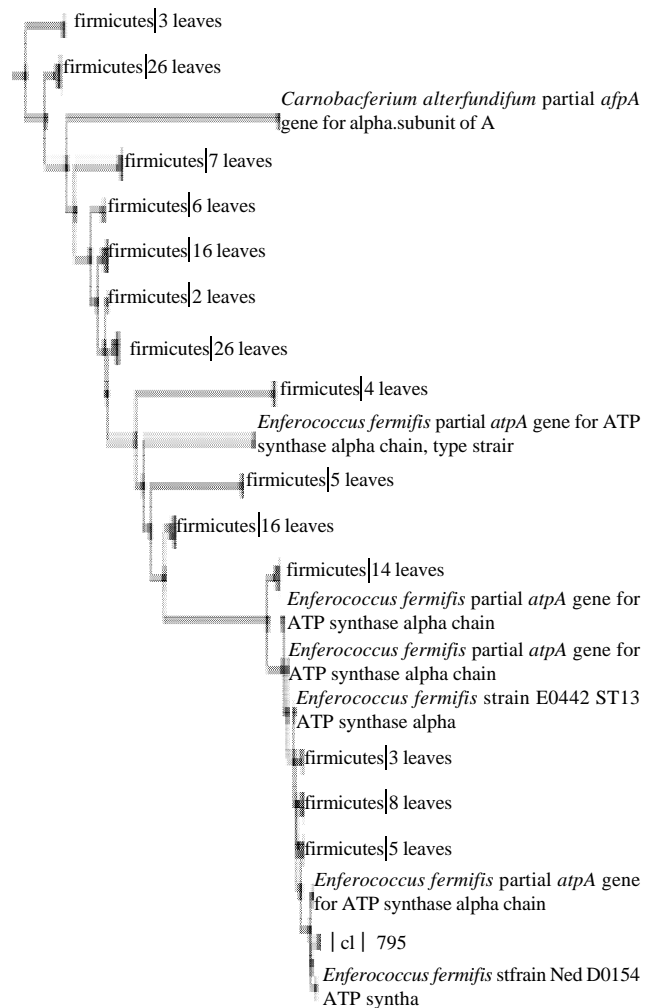 firmicutes|3 leaves
firmicutes|26 leaves
Carnobacferium alterfundifum partial afpA
gene for alpha.subunit of A
firmicutes|7 leaves
firmicutes|6 leaves
firmicutes|16 leaves
firmicutes|2 leaves
firmicutes|26 leaves
firmicutes|4 leaves
Enferococcus fermifis partial atpA gene for ATP
synthase alpha chain, type strair
firmicutes|5 leaves
firmicutes|16 leaves
firmicutes|14 leaves
Enferococcus fermifis partial atpA gene for
ATP synthase alpha chain
Enferococcus fermifis partial atpA gene for
ATP synthase alpha chain
Enferococcus fermifis strain E0442 ST13
ATP synthase alpha
firmicutes|3 leaves
firmicutes|8 leaves
firmicutes|5 leaves
Enferococcus fermifis partial atpA gene
for ATP synthase alpha chain
| cl | 795
Enferococcus fermifis stfrain Ned D0154
ATP syntha